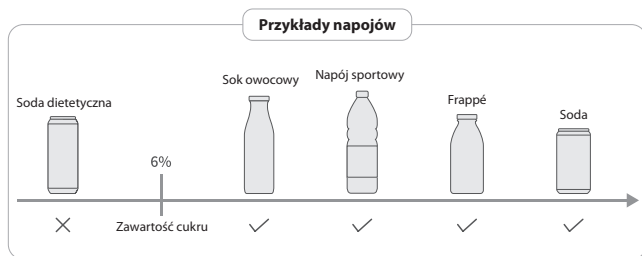 Przykłady napojów
Soda dietetyczna
Sok owocowy
Napój sportowy
Frappé
Soda
6%
Zawartość cukru